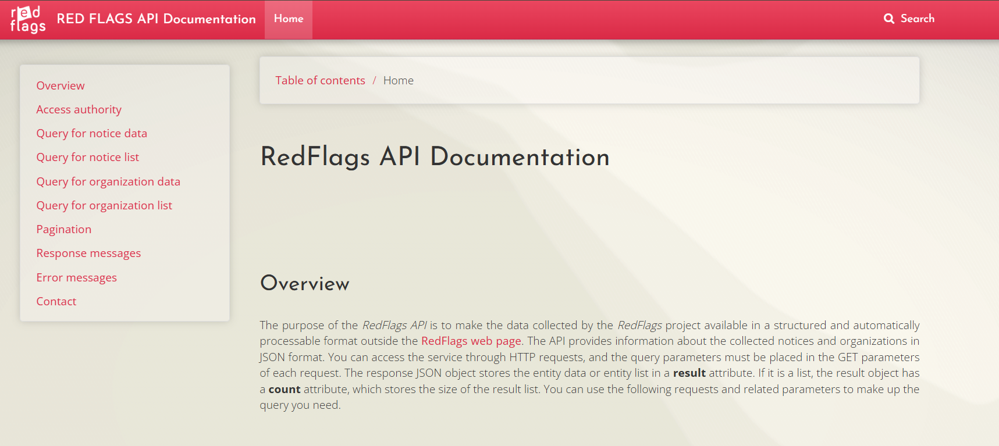 red
flags
RED FLAGS API Documentation
Home
Search
Overview
Access authority
Query for notice data
Query for notice list
Query for organization data
Query for organization list
Pagination
Response messages
Error messages
Contact
Table of contents / Home
RedFlags API Documentation
Overview
The purpose of the RedFlags API is to make the data collected by the RedFlags project available in a structured and automatically
processable format outside the RedFlags web page. The API provides information about the collected notices and organizations in
JSON format. You can access the service through HTTP requests, and the query parameters must be placed in the GET parameters
of each request. The response JSON object stores the entity data or entity list in a result attribute. If it is a list, the result object has
a count attribute, which stores the size of the result list. You can use the following requests and related parameters to make up the
query you need.